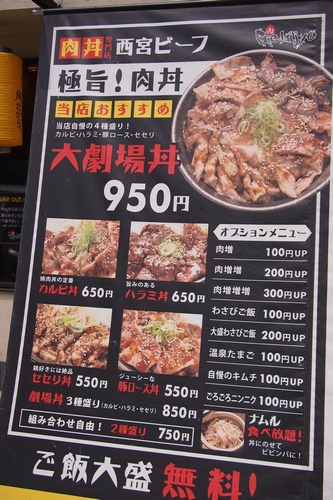 肉丼専門店 西宮ビーフ
極旨!肉丼
当店おすすめ
当店自慢の4種盛り!
カルビ・ハラミ・豚ロース・セセリ
大劇場丼
950円
焼肉丼の定番
カルビ丼 650円
旨みのある
ハラミ丼 650円
鶏好きには絶品
セセリ丼 550円
ジューシーな
豚ロース丼 550円
劇場丼 3種盛り(カルビ・ハラミ・セセリ) 850円
組み合わせ自由! 2種盛り 750円
オプションメニュー
肉増 100円UP
肉増増 200円UP
肉増増増 300円UP
わさびご飯 100円UP
大盛わさびご飯 200円UP
温泉たまご 100円UP
自慢のキムチ 100円UP
ごろごろニンニク 100円UP
ナムル
食べ放題!
丼にのせて
ビビンバに!
ご飯大盛 無料!